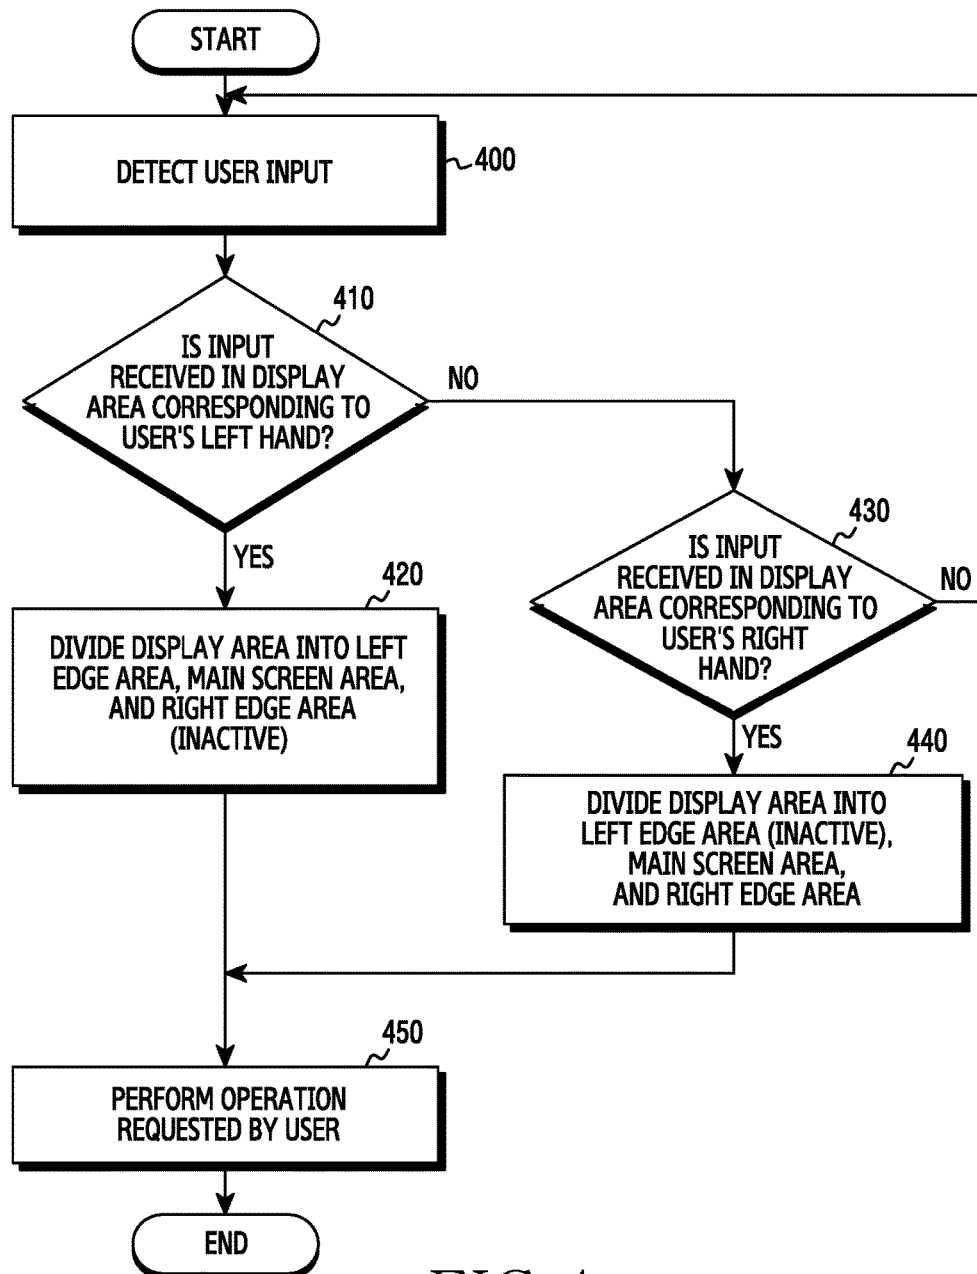 START
DETECT USER INPUT
400
410
IS INPUT
RECEIVED IN DISPLAY
AREA CORRESPONDING TO
USER'S LEFT HAND?
NO
YES
430
IS INPUT
RECEIVED IN DISPLAY
AREA CORRESPONDING TO
USER'S RIGHT
HAND?
NO
YES
420
DIVIDE DISPLAY AREA INTO LEFT
EDGE AREA, MAIN SCREEN AREA,
AND RIGHT EDGE AREA
(INACTIVE)
440
DIVIDE DISPLAY AREA INTO
LEFT EDGE AREA (INACTIVE),
MAIN SCREEN AREA,
AND RIGHT EDGE AREA
450
PERFORM OPERATION
REQUESTED BY USER
END